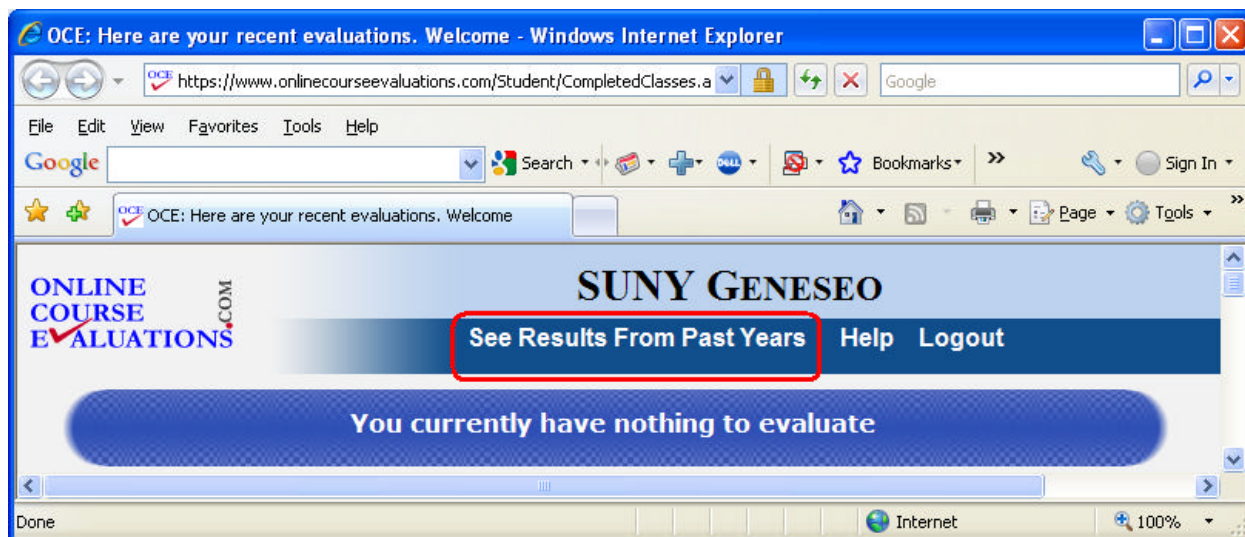 OCE: Here are your recent evaluations. Welcome - Windows Internet Explorer
OCE https://www.onlinecourseevaluations.com/Student/CompletedClasses.a Google
File Edit View Favorites Tools Help
Google Search Bookmarks Sign In
OCE OCE: Here are your recent evaluations. Welcome Page Tools
ONLINE COURSE EVALUATIONS.COM
SUNY GENESEO
See Results From Past Years Help Logout
You currently have nothing to evaluate
Done Internet 100%